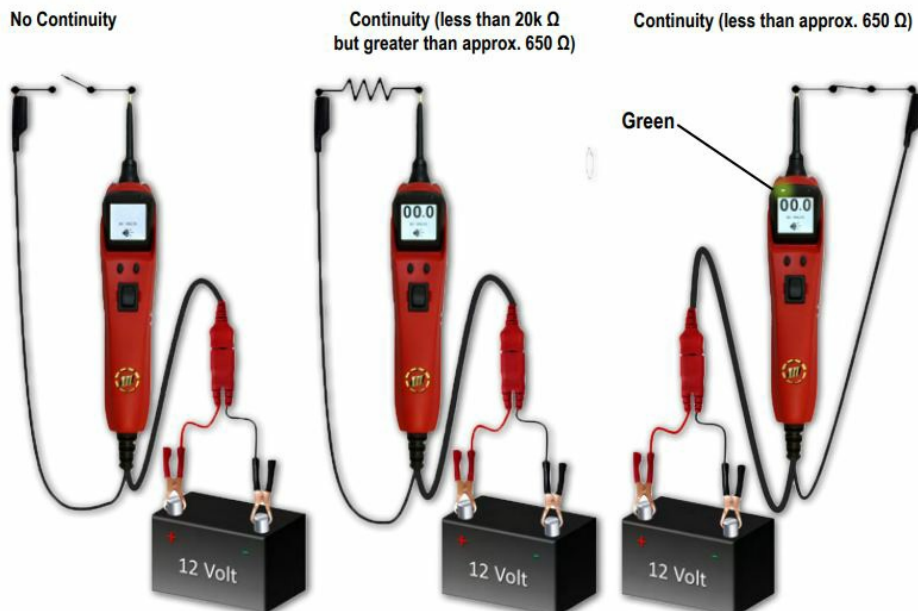 No Continuity
Continuity (less than 20k Ω
but greater than approx. 650 Ω)
Continuity (less than approx. 650 Ω)
Green
00.0
00.0
+
-
12 Volt
+
-
12 Volt
+
-
12 Volt